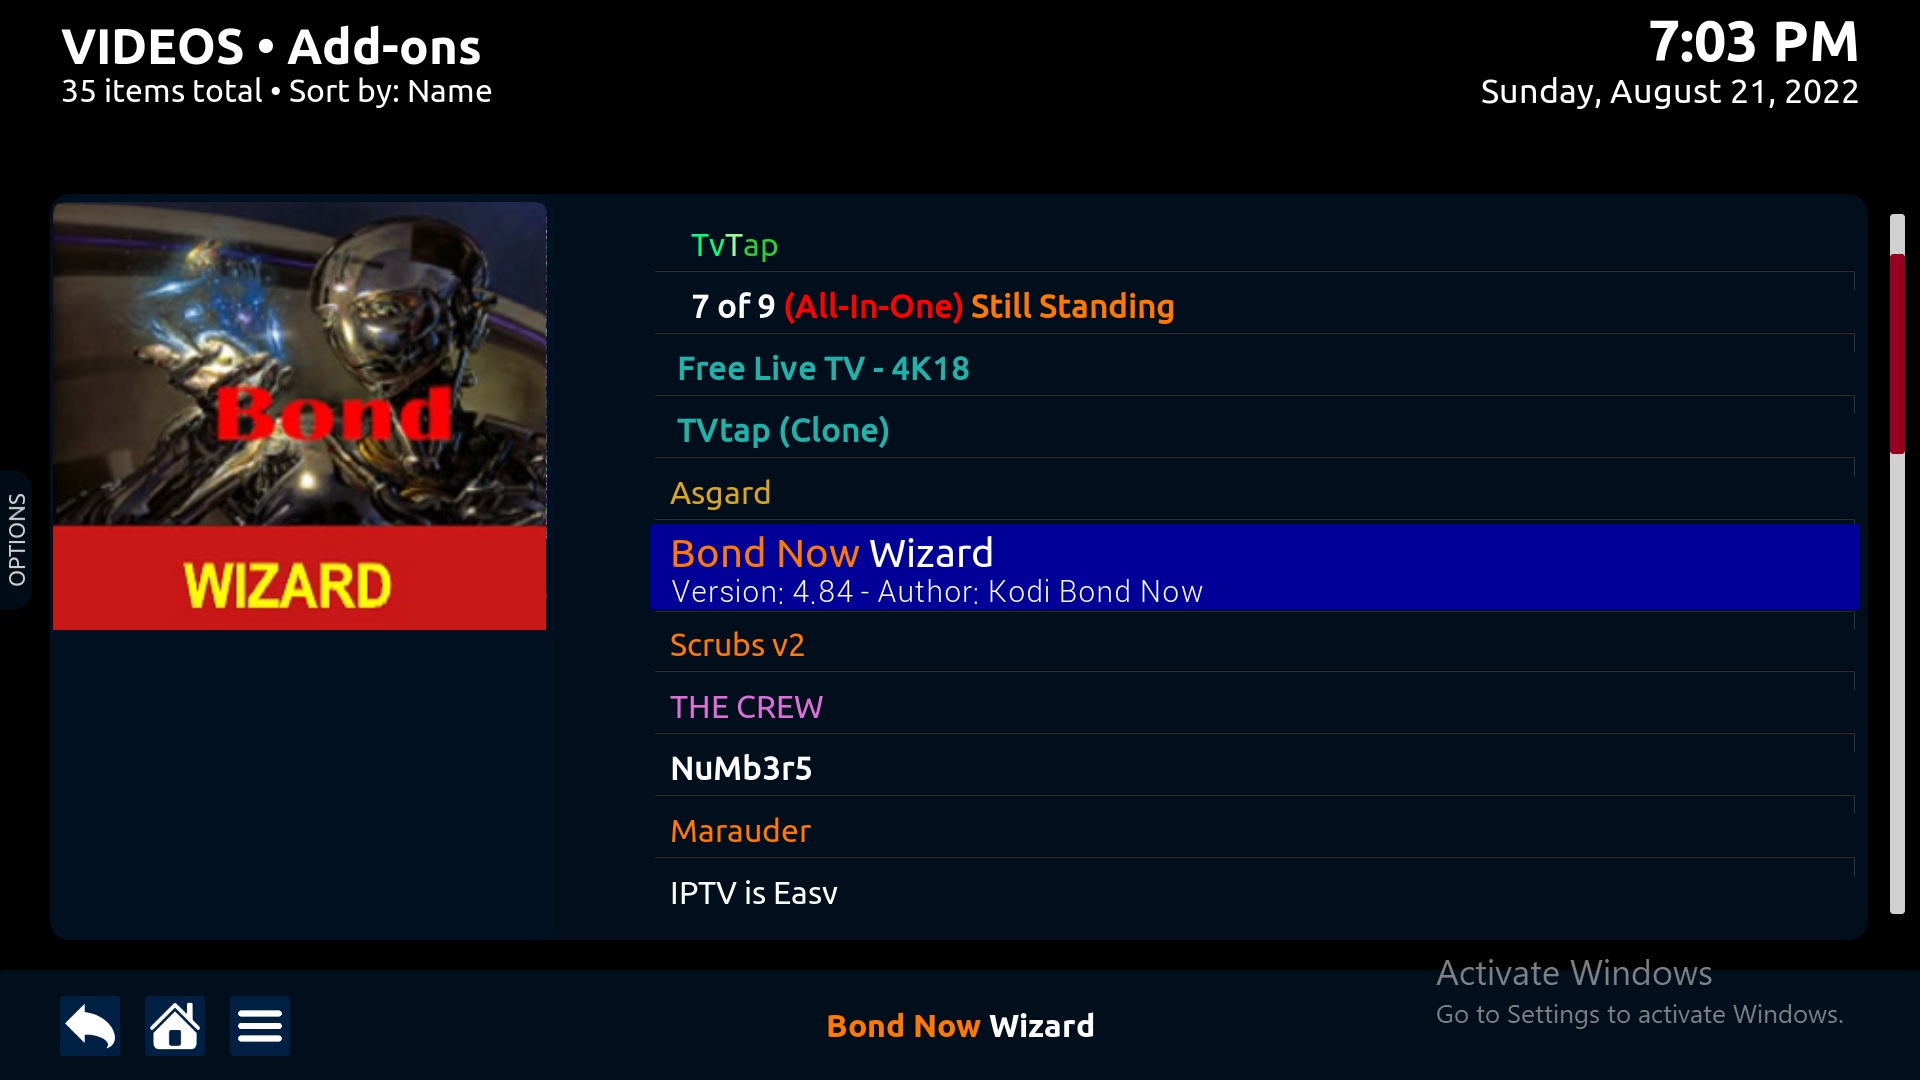 VIDEOS • Add-ons
35 items total • Sort by: Name
7:03 PM
Sunday, August 21, 2022
OPTIONS
Bond
WIZARD
TvTap
7 of 9 (All-In-One) Still Standing
Free Live TV - 4K18
TVtap (Clone)
Asgard
Bond Now Wizard
Version: 4.84 - Author: Kodi Bond Now
Scrubs v2
THE CREW
NuMb3r5
Marauder
IPTV is Easy
Bond Now Wizard
Activate Windows
Go to Settings to activate Windows.